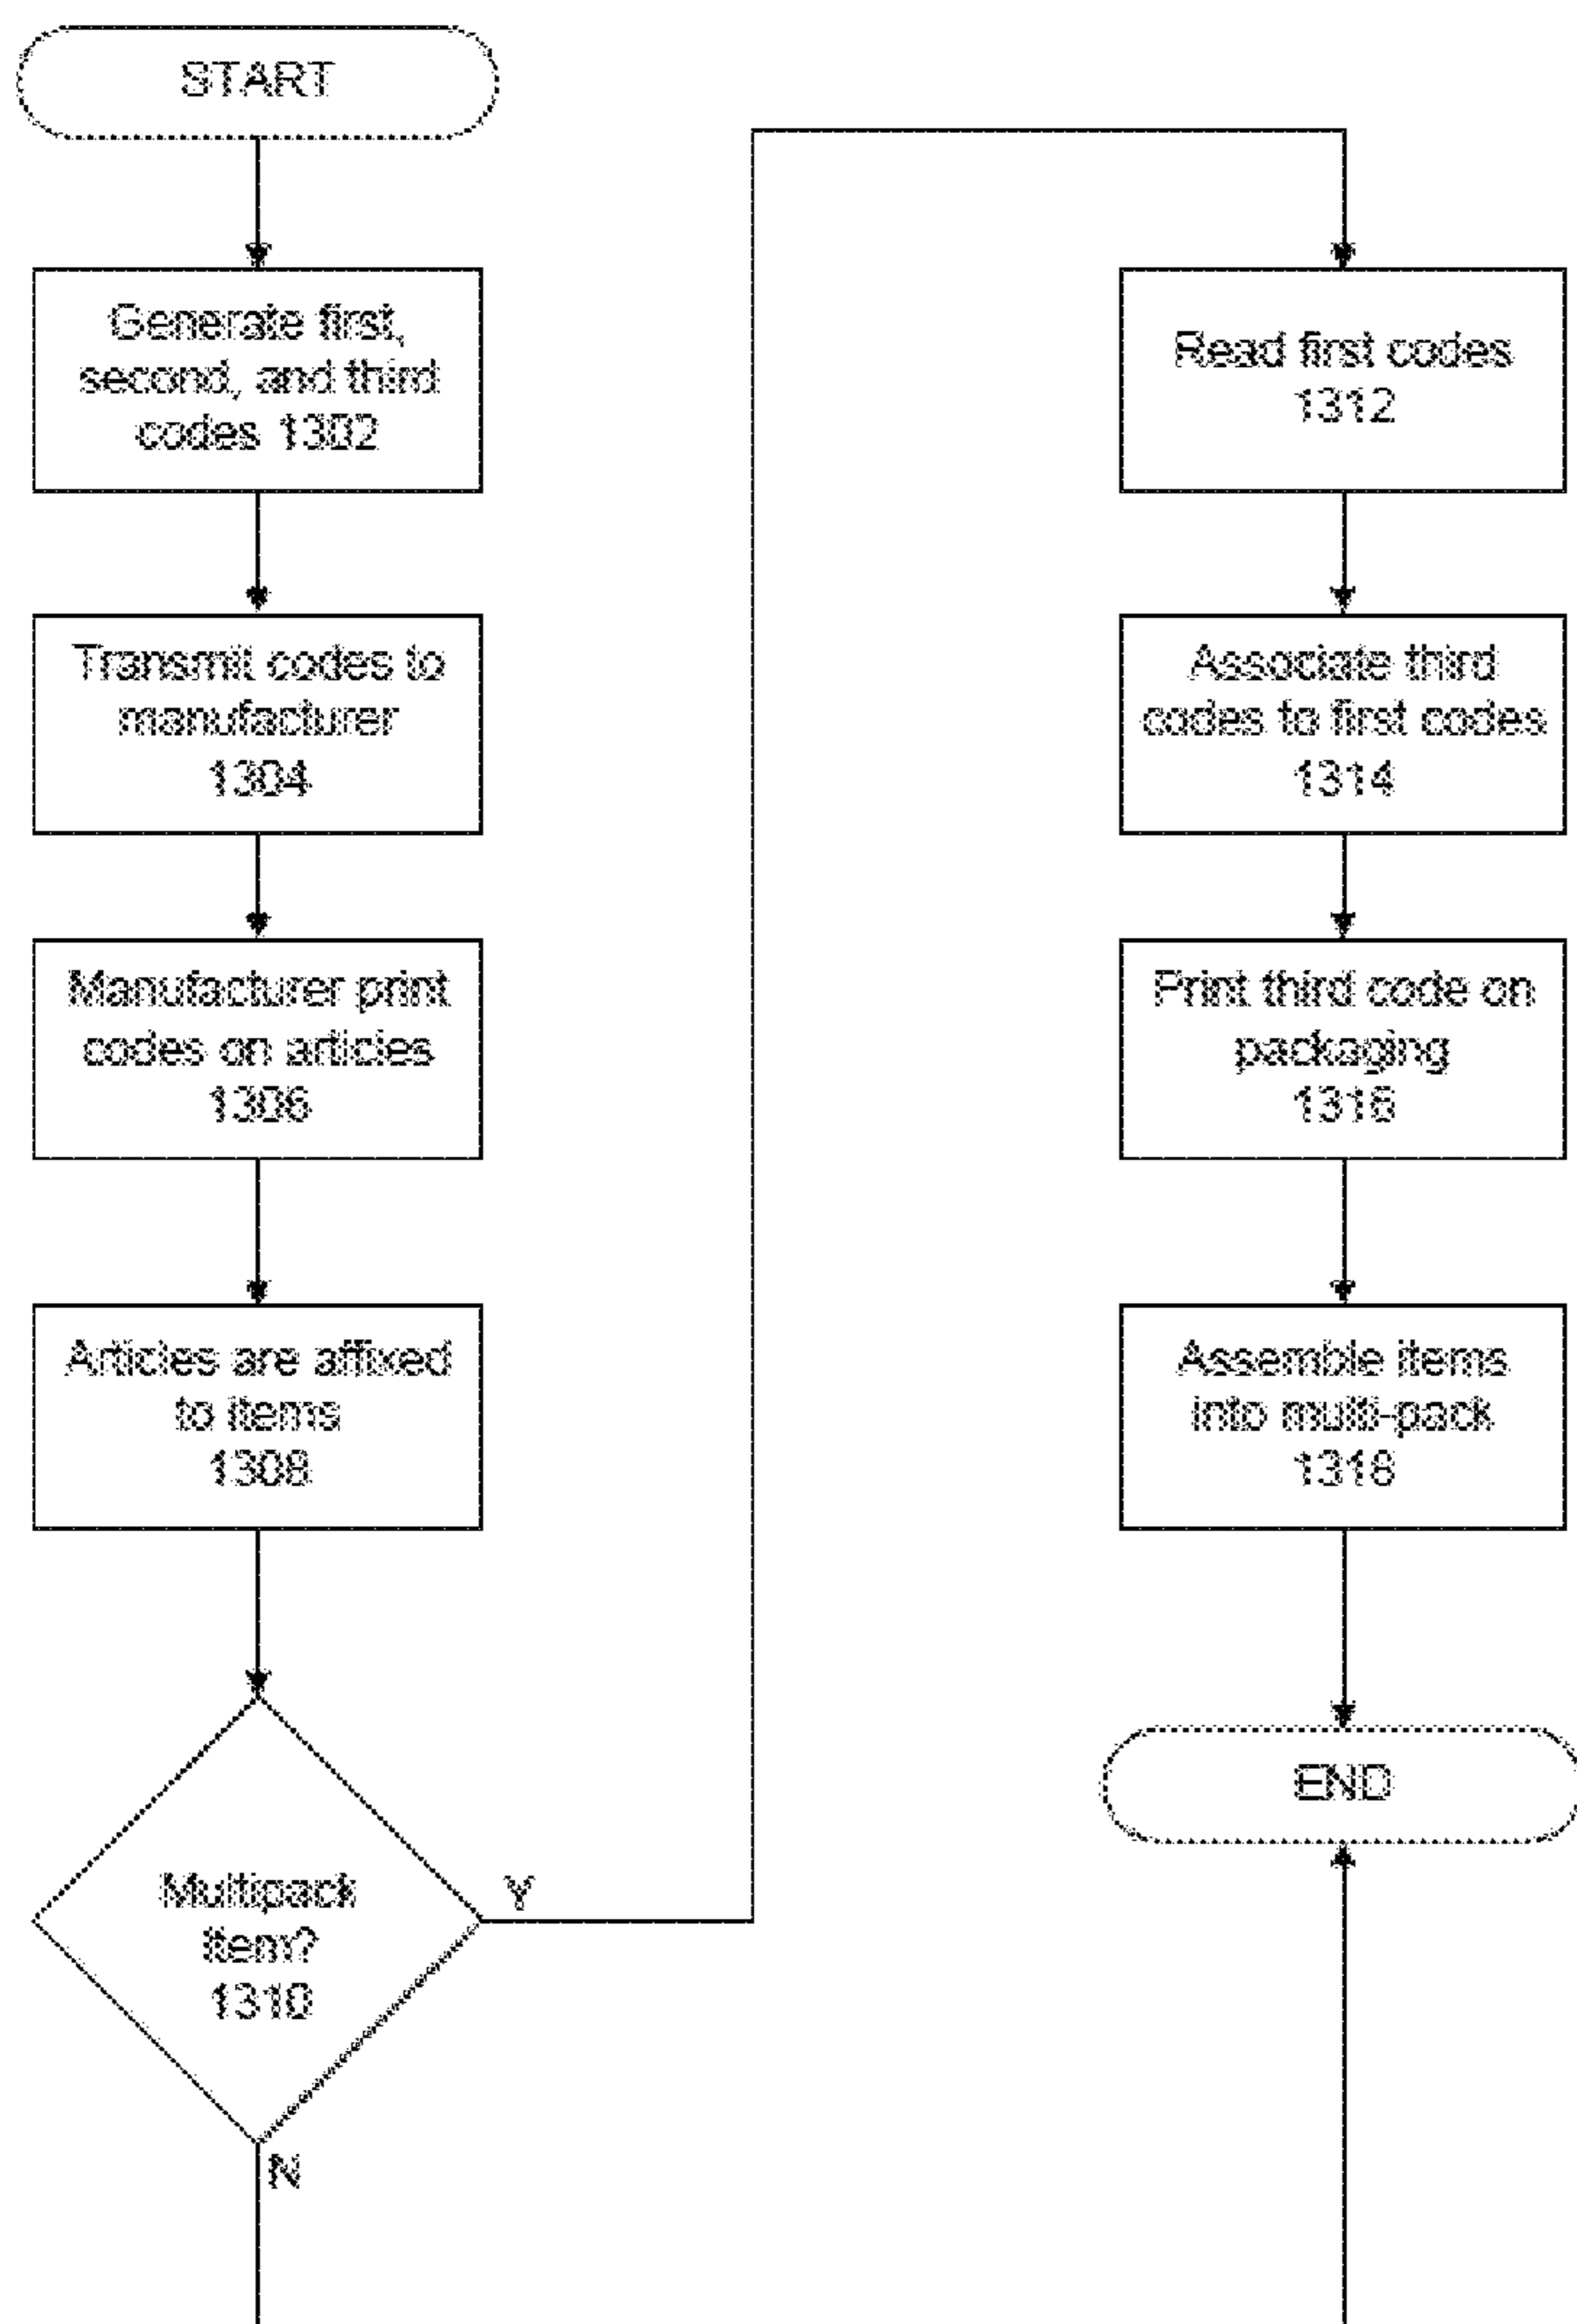 START
Generate first,
second, and third
codes 1302
Transmit codes to
manufacturer
1304
Manufacturer print
codes on articles
1306
Articles are affixed
to items
1308
Multipack
item?
1310
Y
N
Read first codes
1312
Associate third
codes to first codes
1314
Print third code on
packaging
1316
Assemble items
into multi-pack
1318
END